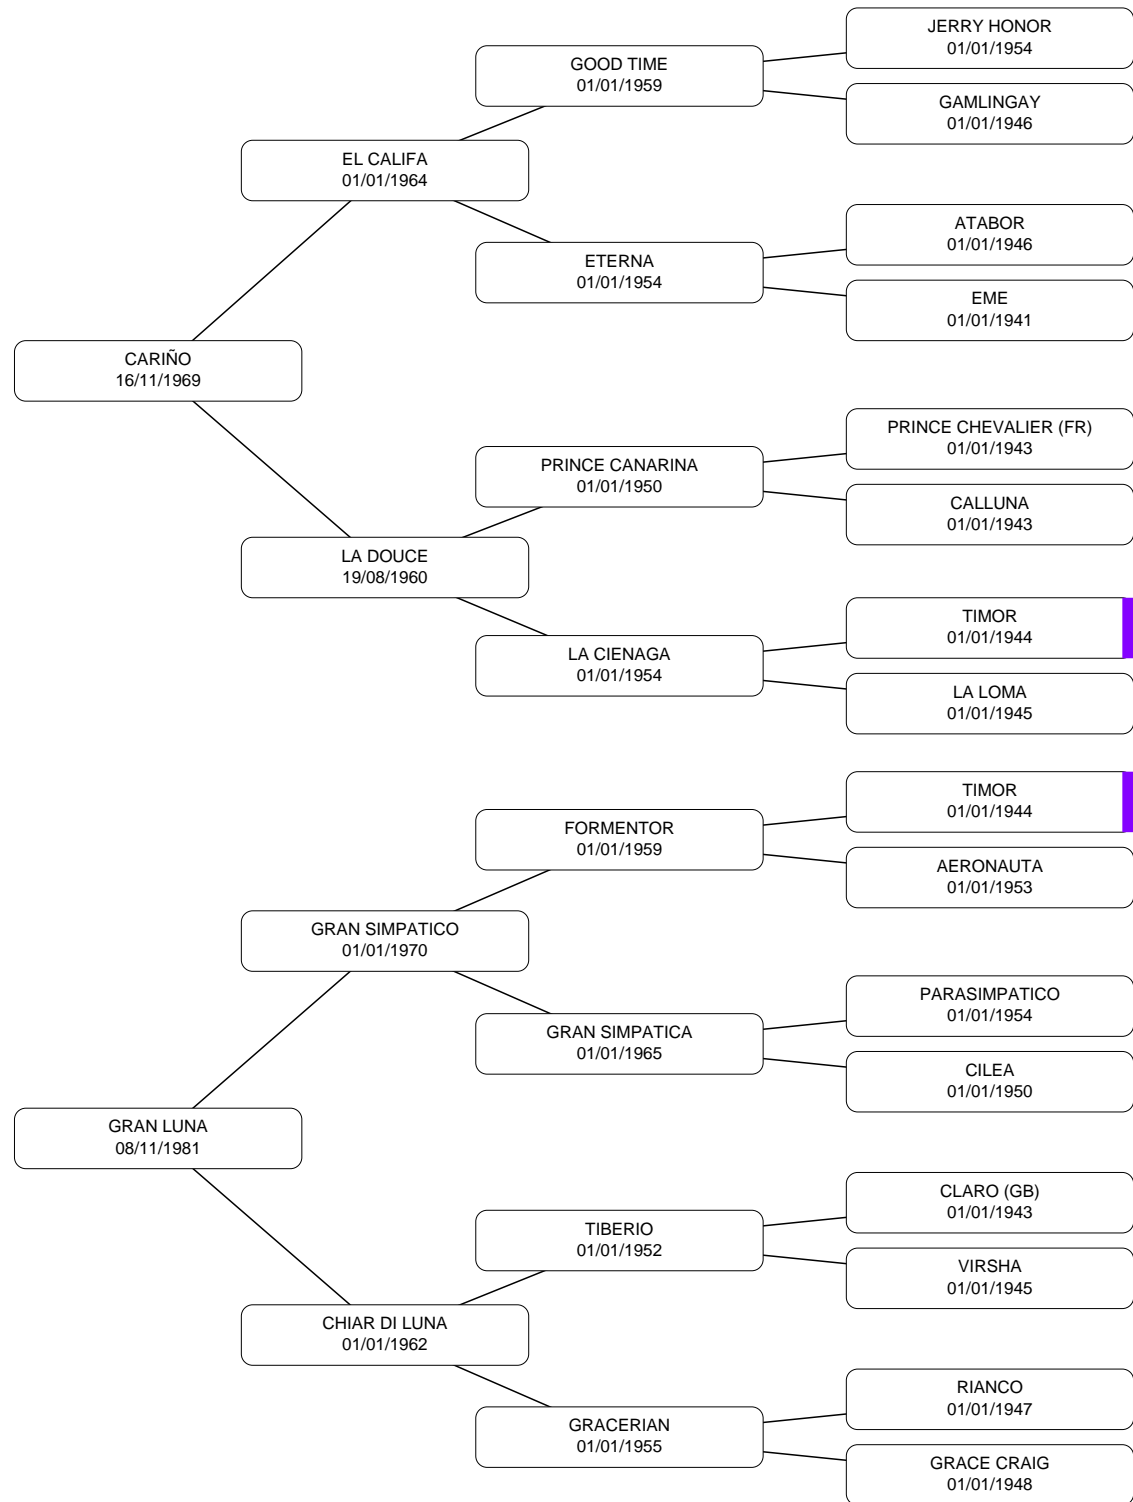 JERRY HONOR
01/01/1954
GOOD TIME
01/01/1959
GAMLINGAY
01/01/1946
EL CALIFA
01/01/1964
ATABOR
01/01/1946
ETERNA
01/01/1954
EME
01/01/1941
CARIÑO
16/11/1969
PRINCE CHEVALIER (FR)
01/01/1943
PRINCE CANARINA
01/01/1950
CALLUNA
01/01/1943
LA DOUCE
19/08/1960
TIMOR
01/01/1944
LA CIENAGA
01/01/1954
LA LOMA
01/01/1945
TIMOR
01/01/1944
FORMENTOR
01/01/1959
AERONAUTA
01/01/1953
GRAN SIMPATICO
01/01/1970
PARASIMPATICO
01/01/1954
GRAN SIMPATICA
01/01/1965
CILEA
01/01/1950
GRAN LUNA
08/11/1981
CLARO (GB)
01/01/1943
TIBERIO
01/01/1952
VIRSHA
01/01/1945
CHIAR DI LUNA
01/01/1962
RIANCO
01/01/1947
GRACERIAN
01/01/1955
GRACE CRAIG
01/01/1948